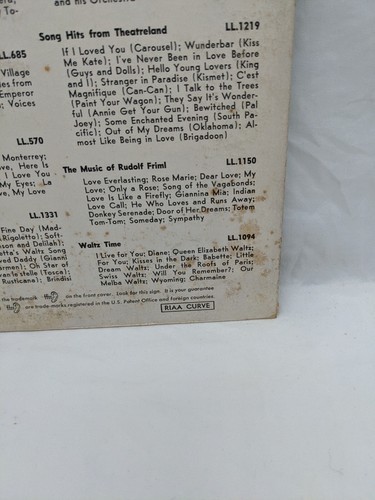 and his Orchestra
Song Hits from Theatreland LL.1219
If I Loved You (Carousel); Wunderbar (Kiss
Me Kate); I've Never Been in Love Before
(Guys and Dolls); Hello Young Lovers (King
and I); Stranger in Paradise (Kismet); C'est
Magnifique (Can-Can); I Talk to the Trees
(Paint Your Wagon); They Say It's Wonder-
ful (Annie Get Your Gun); Bewitched (Pal
Joey); Some Enchanted Evening (South Pa-
cific); Out of My Dreams (Oklahoma); Al-
most Like Being in Love (Brigadoon)
The Music of Rudolf Friml LL.1150
Love Everlasting; Rose Marie; Dear Love; My
Love; Only a Rose; Song of the Vagabonds;
Love Is Like a Firefly; Giannina Mia; Indian
Love Call; He Who Loves and Runs Away;
Donkey Serenade; Door of Her Dreams; Totem
Tom-Tom; Someday; Sympathy
Waltz Time LL.1094
I Live for You; Diane; Queen Elizabeth Waltz;
For You; Kisses in the Dark; Babette; Little
Dream Waltz; Under the Roofs of Paris;
Swiss Waltz; Will You Remember?; Our
Melba Waltz; Wyoming; Charmaine
LL.685
Village
es from
Emperor
; Voices
LL.570
Monterrey;
ve, Here Is
I Love You
My Eyes; La
e, My Love
LL.1331
Fine Day (Mad-
(Rigoletto); Soft-
son and Delilah);
etta's Waltz Song
ved Daddy (Gianni
armen); Oh Star of
van le stelle (Tosca);
Rusticana); Brindisi
the trademark ffrr on the front cover. Look for this sign. It is your guarantee
ffrr are trade-marks registered in the U.S. Patent Office and foreign countries.
RIAA CURVE